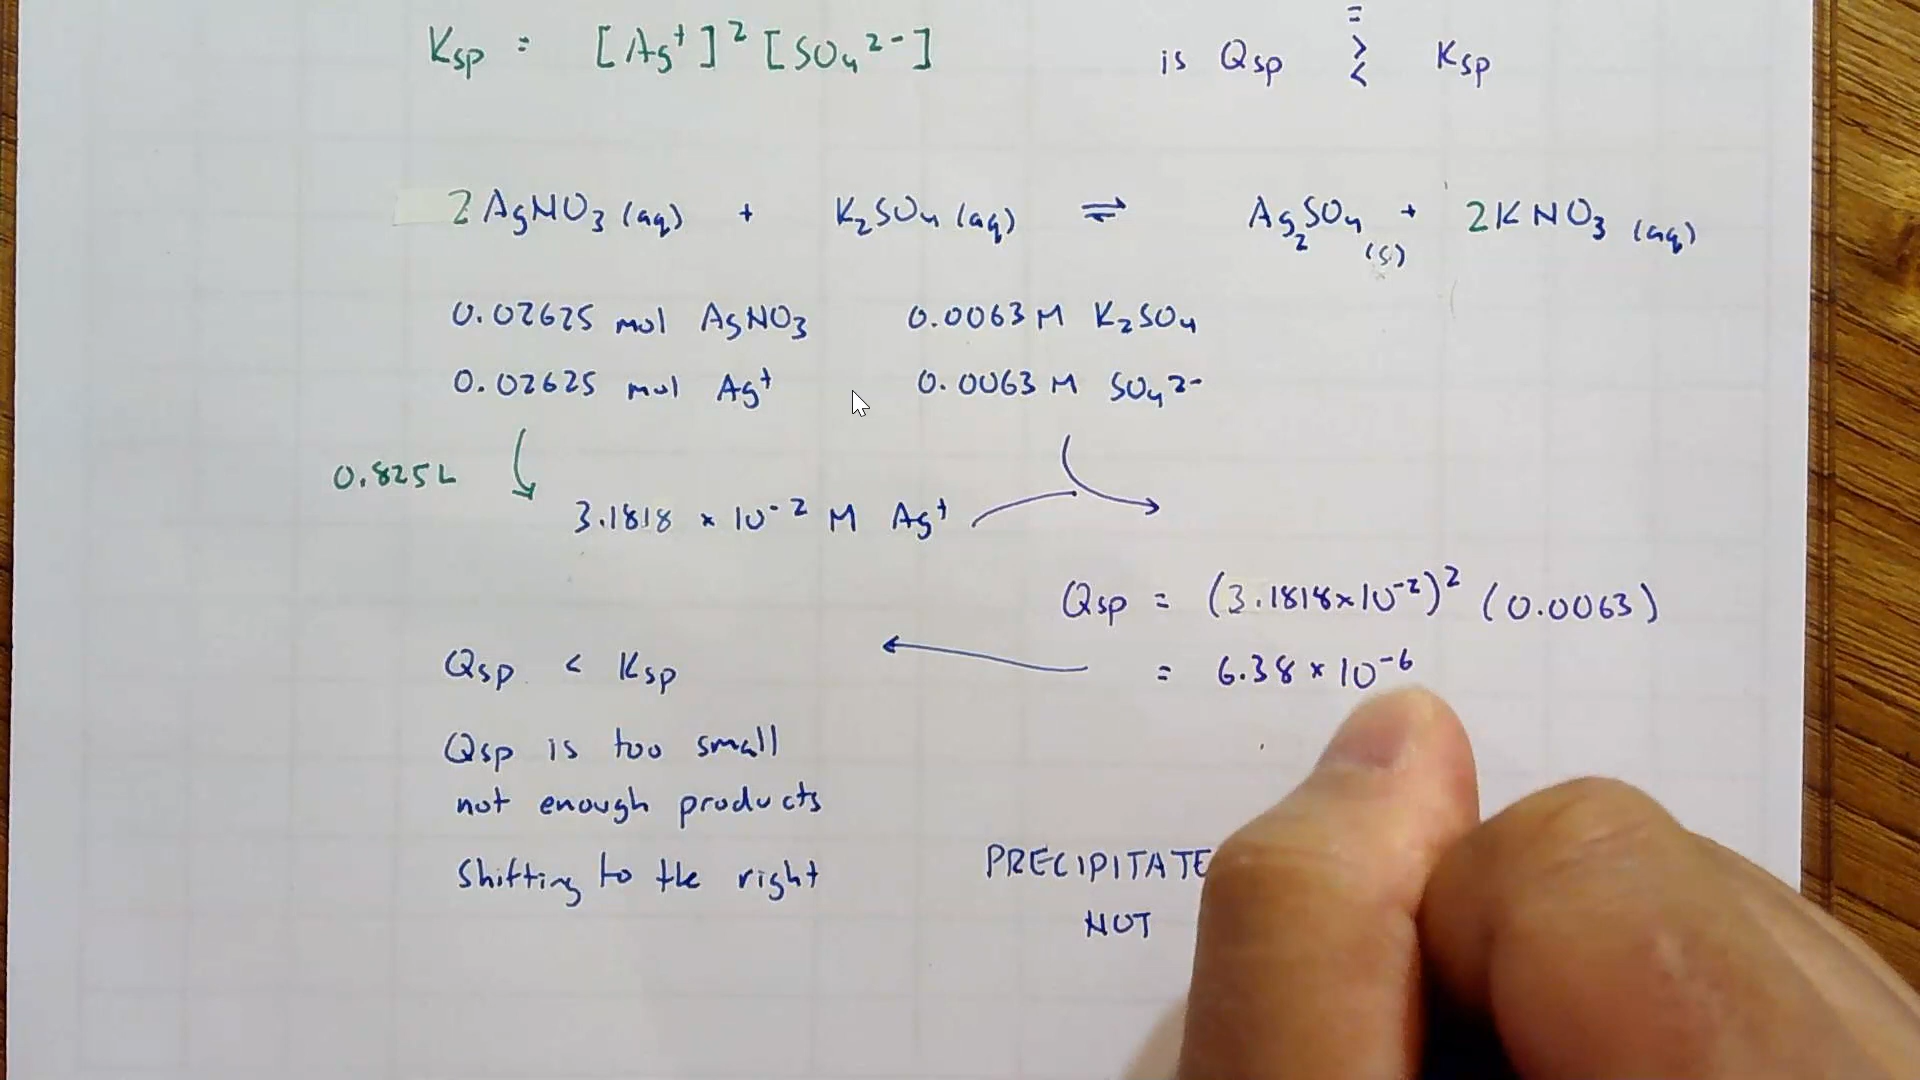 Ksp = [Ag⁺]² [SO₄²⁻]
is Qsp = > < Ksp
2 AgNO₃ (aq) + K₂SO₄ (aq) ⇌ Ag₂SO₄ (s) + 2KNO₃ (aq)
0.02625 mol AgNO₃ 0.0063 M K₂SO₄
0.02625 mol Ag⁺ 0.0063 M SO₄²⁻
0.825L
3.1818 × 10⁻² M Ag⁺
Qsp = (3.1818×10⁻²)² (0.0063)
= 6.38 × 10⁻⁶
Qsp < Ksp
Qsp is too small
not enough products
Shifting to the right
PRECIPITATE
NOT